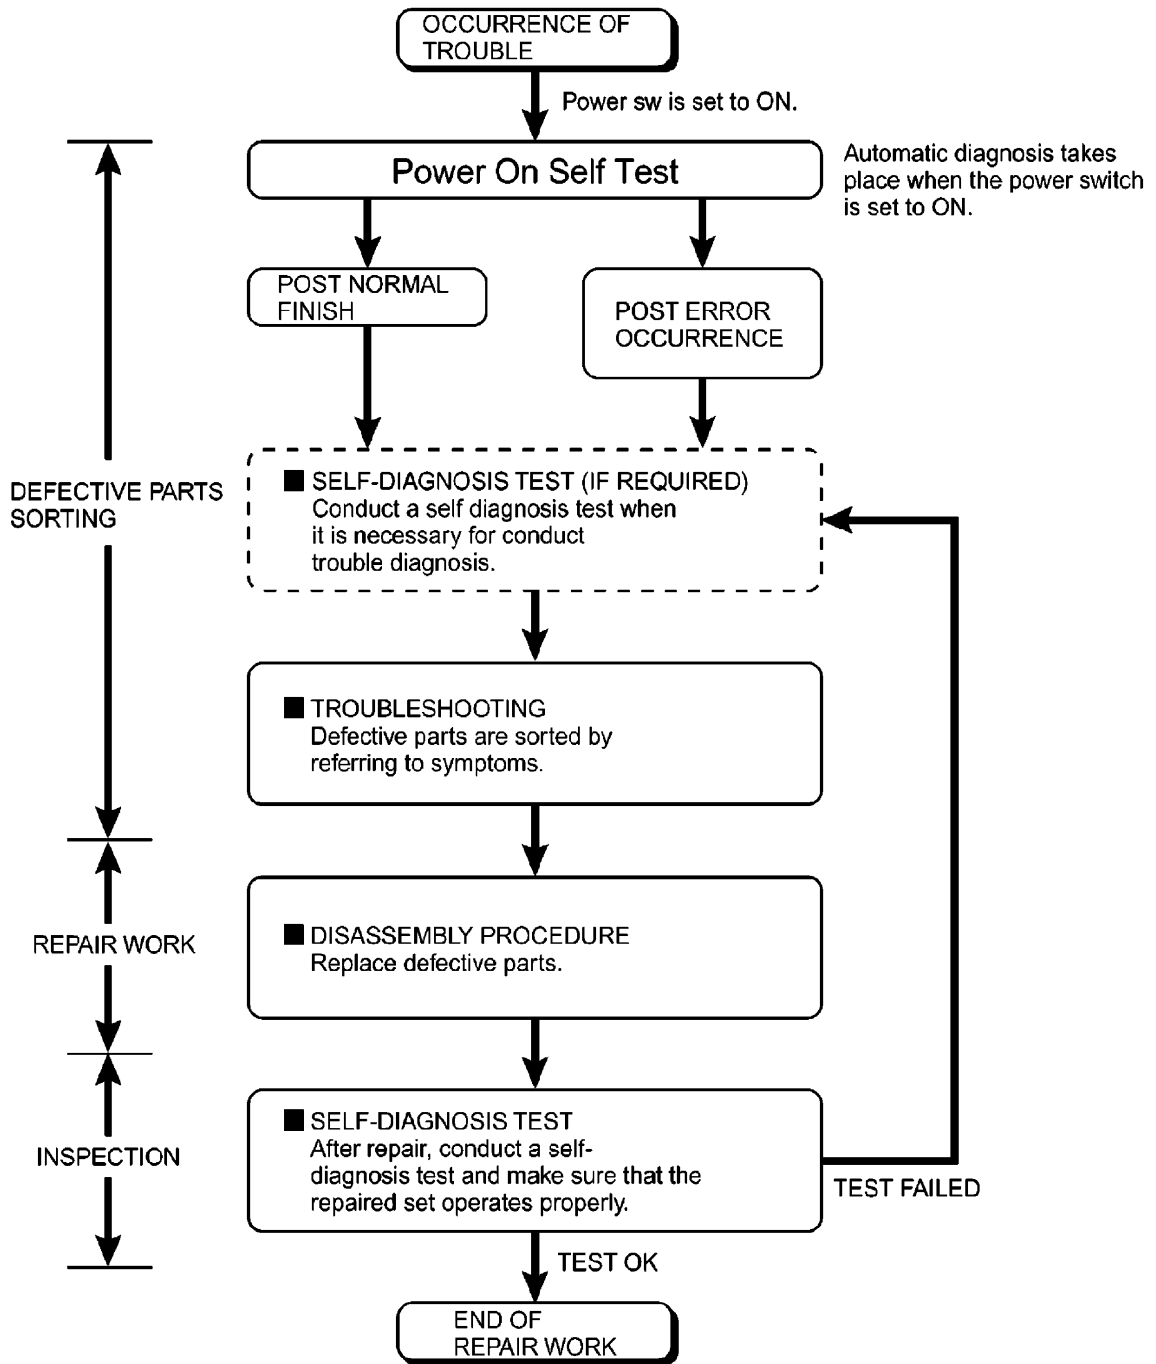 OCCURRENCE OF
TROUBLE
Power sw is set to ON.
Power On Self Test
Automatic diagnosis takes
place when the power switch
is set to ON.
POST NORMAL
FINISH
POST ERROR
OCCURRENCE
DEFECTIVE PARTS
SORTING
■ SELF-DIAGNOSIS TEST (IF REQUIRED)
Conduct a self diagnosis test when
it is necessary for conduct
trouble diagnosis.
■ TROUBLESHOOTING
Defective parts are sorted by
referring to symptoms.
REPAIR WORK
■ DISASSEMBLY PROCEDURE
Replace defective parts.
INSPECTION
■ SELF-DIAGNOSIS TEST
After repair, conduct a self-
diagnosis test and make sure that the
repaired set operates properly.
TEST FAILED
TEST OK
END OF
REPAIR WORK